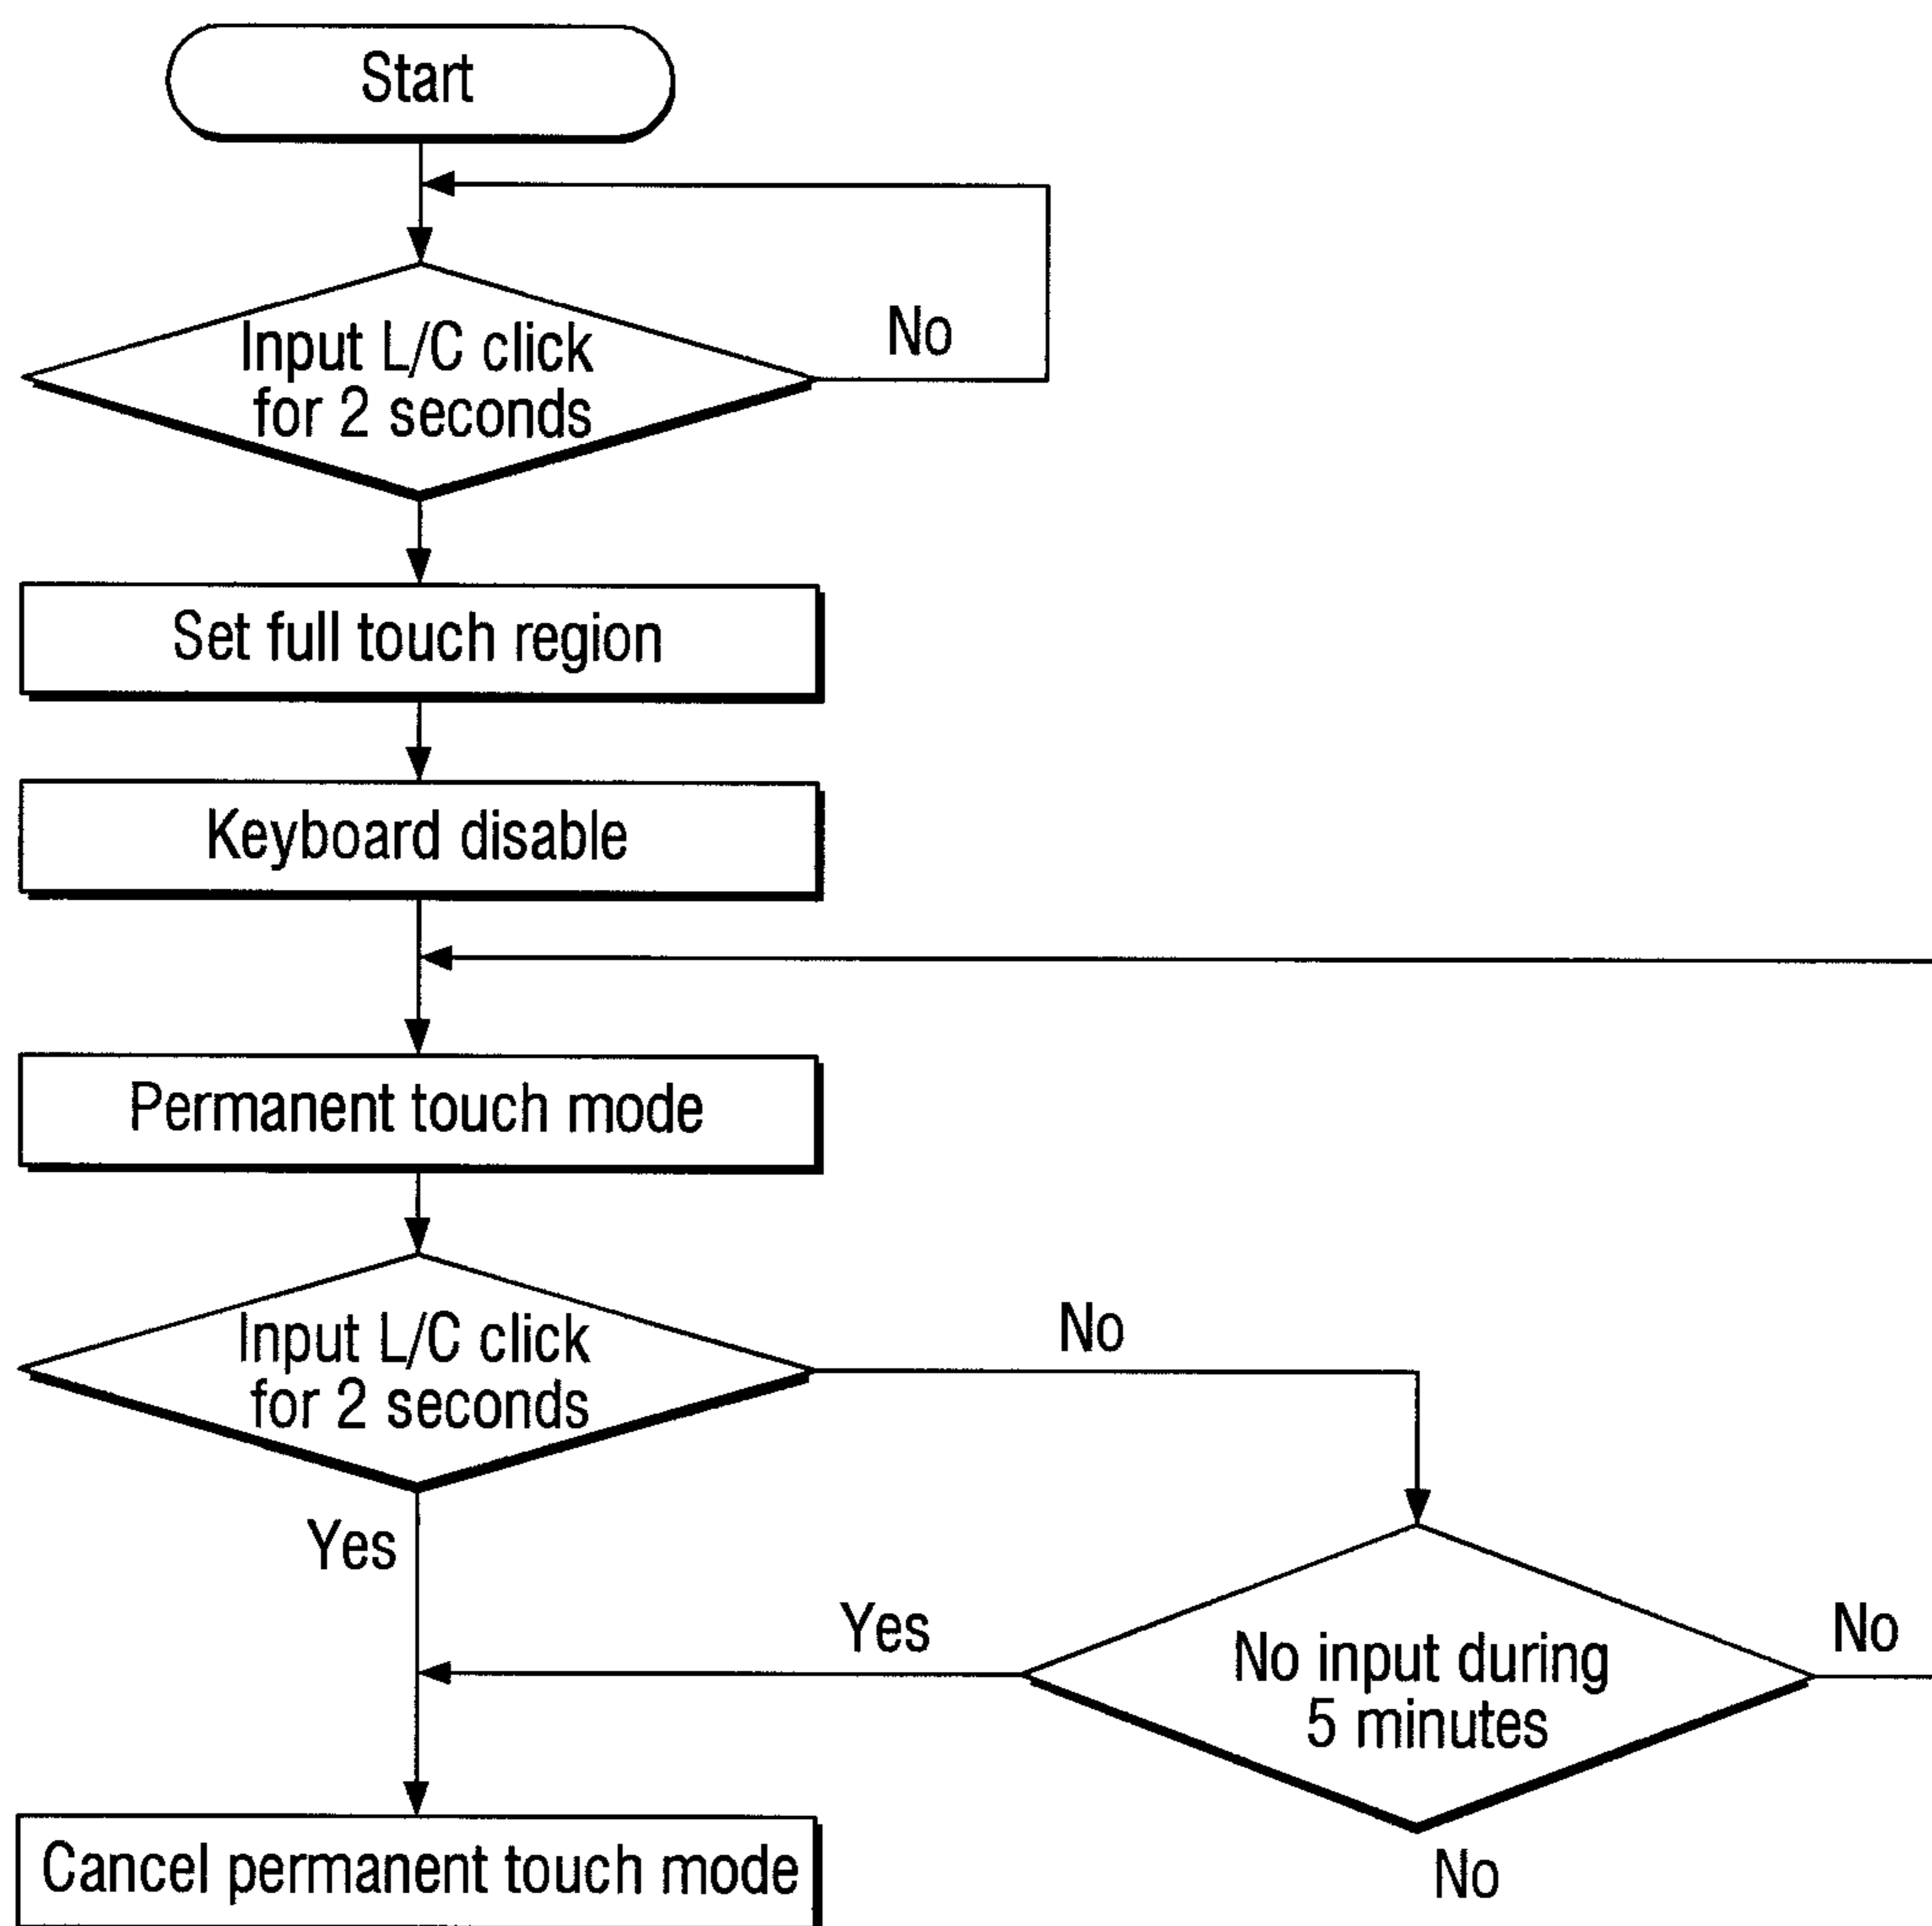 Start
No
Input L/C click
for 2 seconds
Set full touch region
Keyboard disable
Permanent touch mode
Input L/C click
for 2 seconds
No
Yes
Yes
No
No input during
5 minutes
Cancel permanent touch mode
No